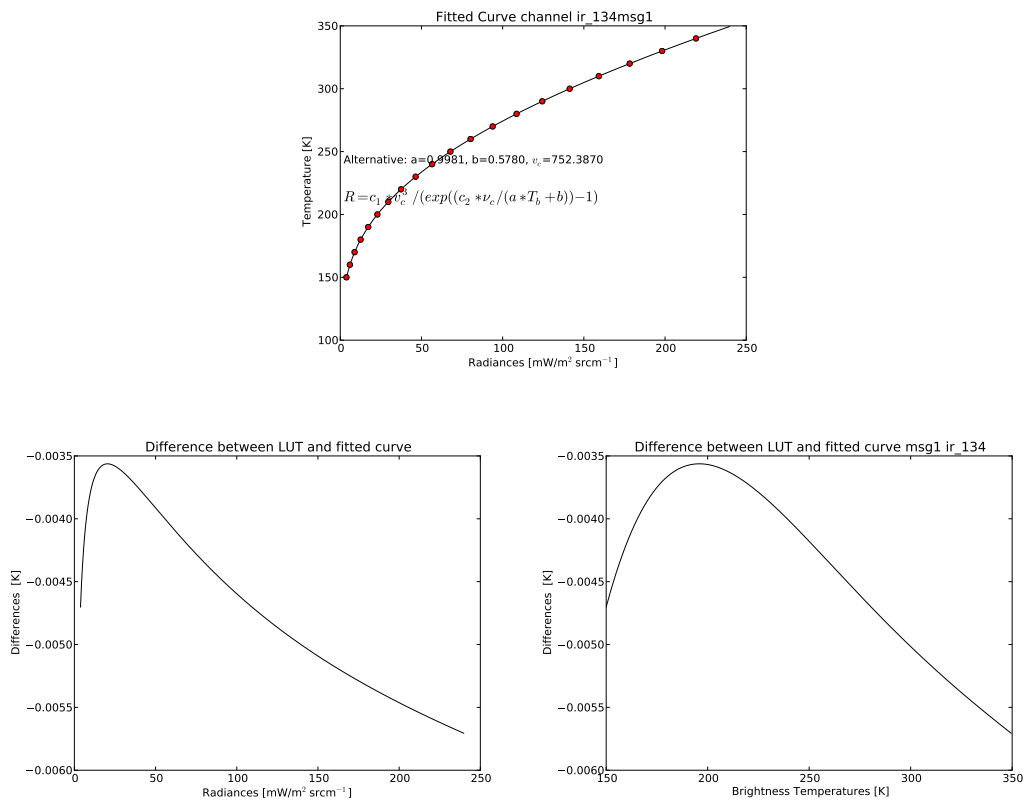 Fitted Curve channel ir_134msg1
350
300
250
200
150
100
Temperature [K]
Alternative: a=0.9981, b=0.5780, v_c=752.3870
R=c_1*v_c^3/(exp((c_2*ν_c/(a*T_b+b))−1)
0 50 100 150 200 250
Radiances [mW/m² srcm⁻¹]
Difference between LUT and fitted curve
−0.0035
−0.0040
−0.0045
−0.0050
−0.0055
−0.0060
Differences [K]
0 50 100 150 200 250
Radiances [mW/m² srcm⁻¹]
Difference between LUT and fitted curve msg1 ir_134
−0.0035
−0.0040
−0.0045
−0.0050
−0.0055
−0.0060
Differences [K]
150 200 250 300 350
Brightness Temperatures [K]